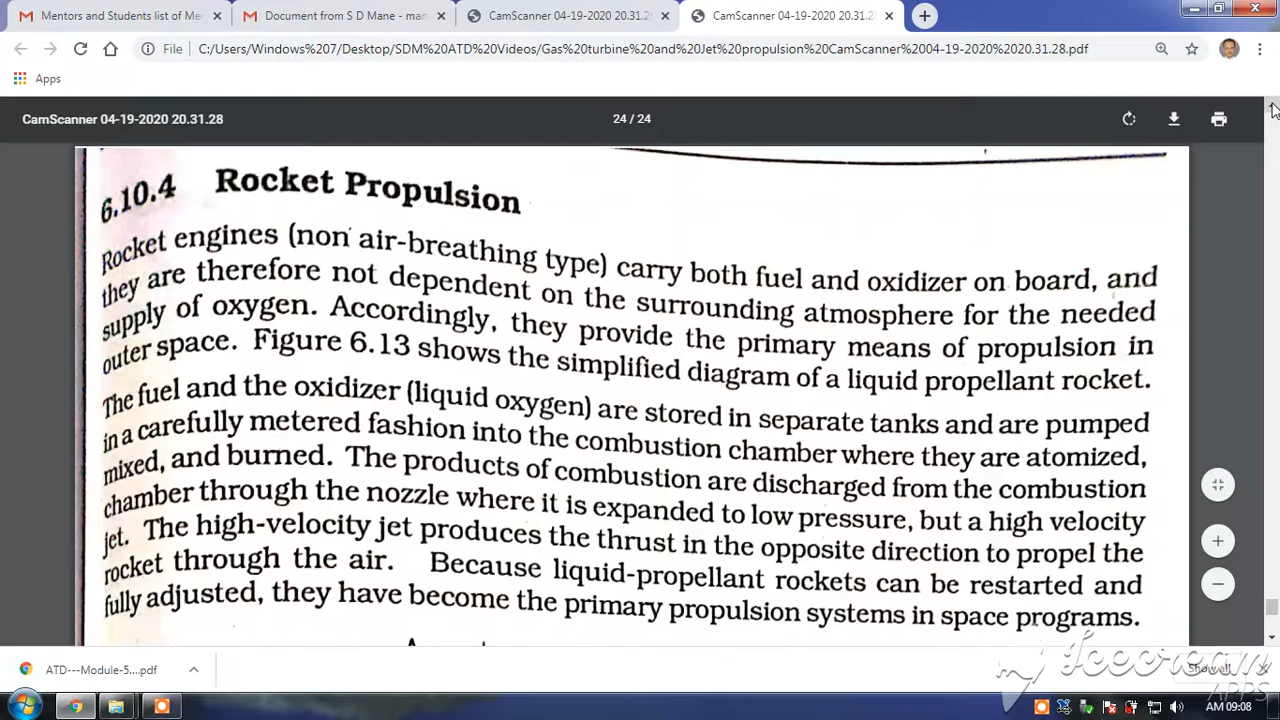 Mentors and Students list of Mer
Document from S D Mane - man
CamScanner 04-19-2020 20.31.2
CamScanner 04-19-2020 20.31.2
File
C:/Users/Windows%207/Desktop/SDM%20ATD%20Videos/Gas%20turbine%20and%20Jet%20propulsion%20CamScanner%2004-19-2020%2020.31.28.pdf
Apps
CamScanner 04-19-2020 20.31.28
24 / 24
6.10.4 Rocket Propulsion
Rocket engines (non air-breathing type) carry both fuel and oxidizer on board, and
they are therefore not dependent on the surrounding atmosphere for the needed
supply of oxygen. Accordingly, they provide the primary means of propulsion in
outer space. Figure 6.13 shows the simplified diagram of a liquid propellant rocket.
The fuel and the oxidizer (liquid oxygen) are stored in separate tanks and are pumped
in a carefully metered fashion into the combustion chamber where they are atomized,
mixed, and burned. The products of combustion are discharged from the combustion
chamber through the nozzle where it is expanded to low pressure, but a high velocity
jet. The high-velocity jet produces the thrust in the opposite direction to propel the
rocket through the air. Because liquid-propellant rockets can be restarted and
fully adjusted, they have become the primary propulsion systems in space programs.
ATD---Module-5....pdf
Show all
Icecream
APPS
AM 09:08